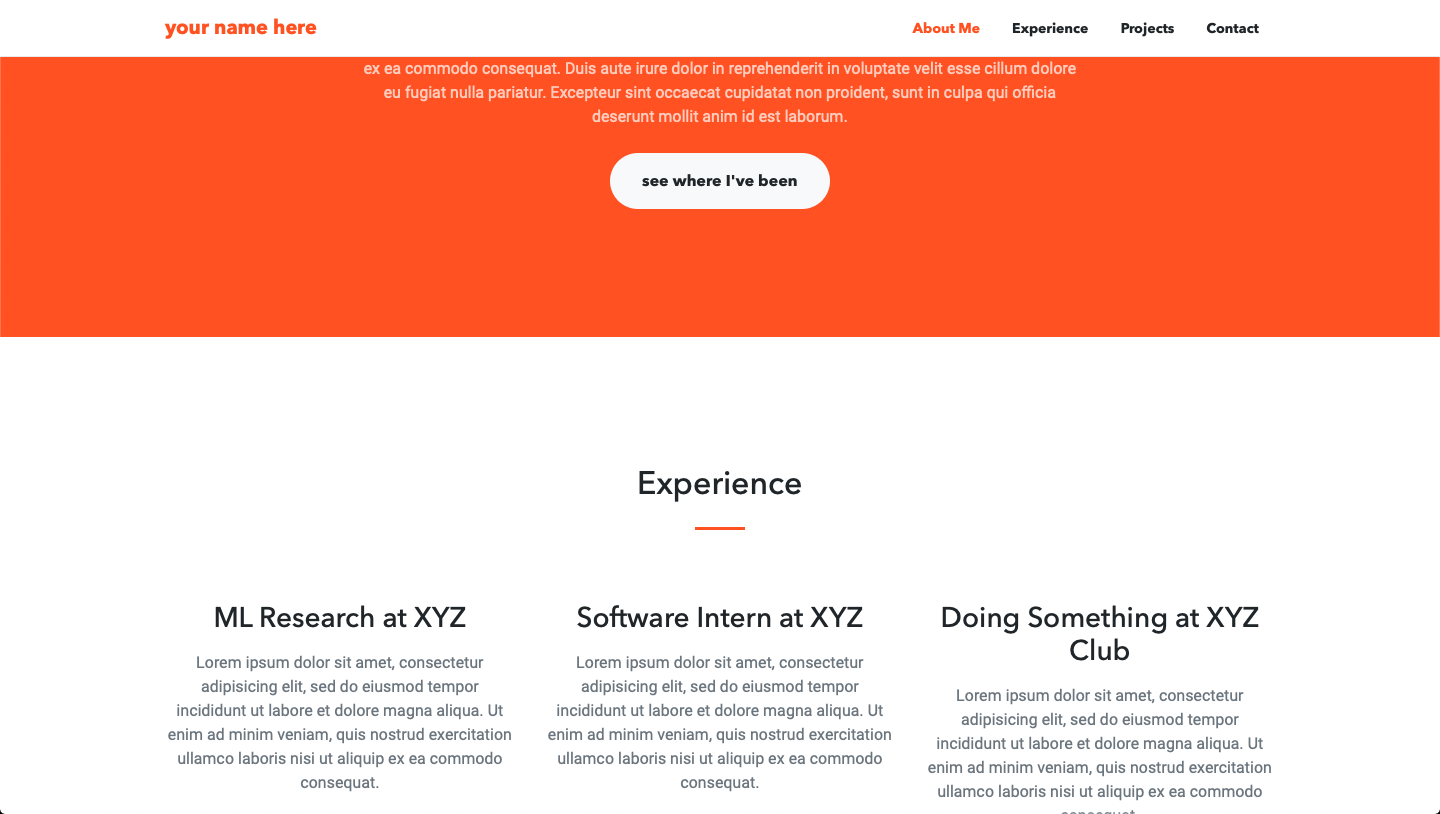 your name here
About Me Experience Projects Contact
ex ea commodo consequat. Duis aute irure dolor in reprehenderit in voluptate velit esse cillum dolore
eu fugiat nulla pariatur. Excepteur sint occaecat cupidatat non proident, sunt in culpa qui officia
deserunt mollit anim id est laborum.
see where I've been
Experience
ML Research at XYZ
Lorem ipsum dolor sit amet, consectetur
adipisicing elit, sed do eiusmod tempor
incididunt ut labore et dolore magna aliqua. Ut
enim ad minim veniam, quis nostrud exercitation
ullamco laboris nisi ut aliquip ex ea commodo
consequat.
Software Intern at XYZ
Lorem ipsum dolor sit amet, consectetur
adipisicing elit, sed do eiusmod tempor
incididunt ut labore et dolore magna aliqua. Ut
enim ad minim veniam, quis nostrud exercitation
ullamco laboris nisi ut aliquip ex ea commodo
consequat.
Doing Something at XYZ
Club
Lorem ipsum dolor sit amet, consectetur
adipisicing elit, sed do eiusmod tempor
incididunt ut labore et dolore magna aliqua. Ut
enim ad minim veniam, quis nostrud exercitation
ullamco laboris nisi ut aliquip ex ea commodo